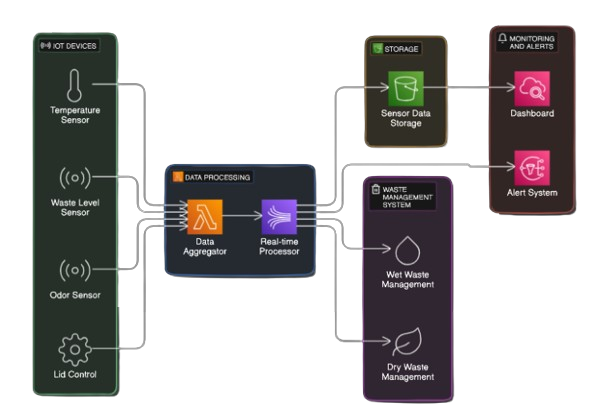 IOT DEVICES
Temperature
Sensor
Waste Level
Sensor
Odor Sensor
Lid Control
DATA PROCESSING
Data
Aggregator
Real-time
Processor
STORAGE
Sensor Data
Storage
MONITORING
AND ALERTS
Dashboard
Alert System
WASTE
MANAGEMENT
SYSTEM
Wet Waste
Management
Dry Waste
Management